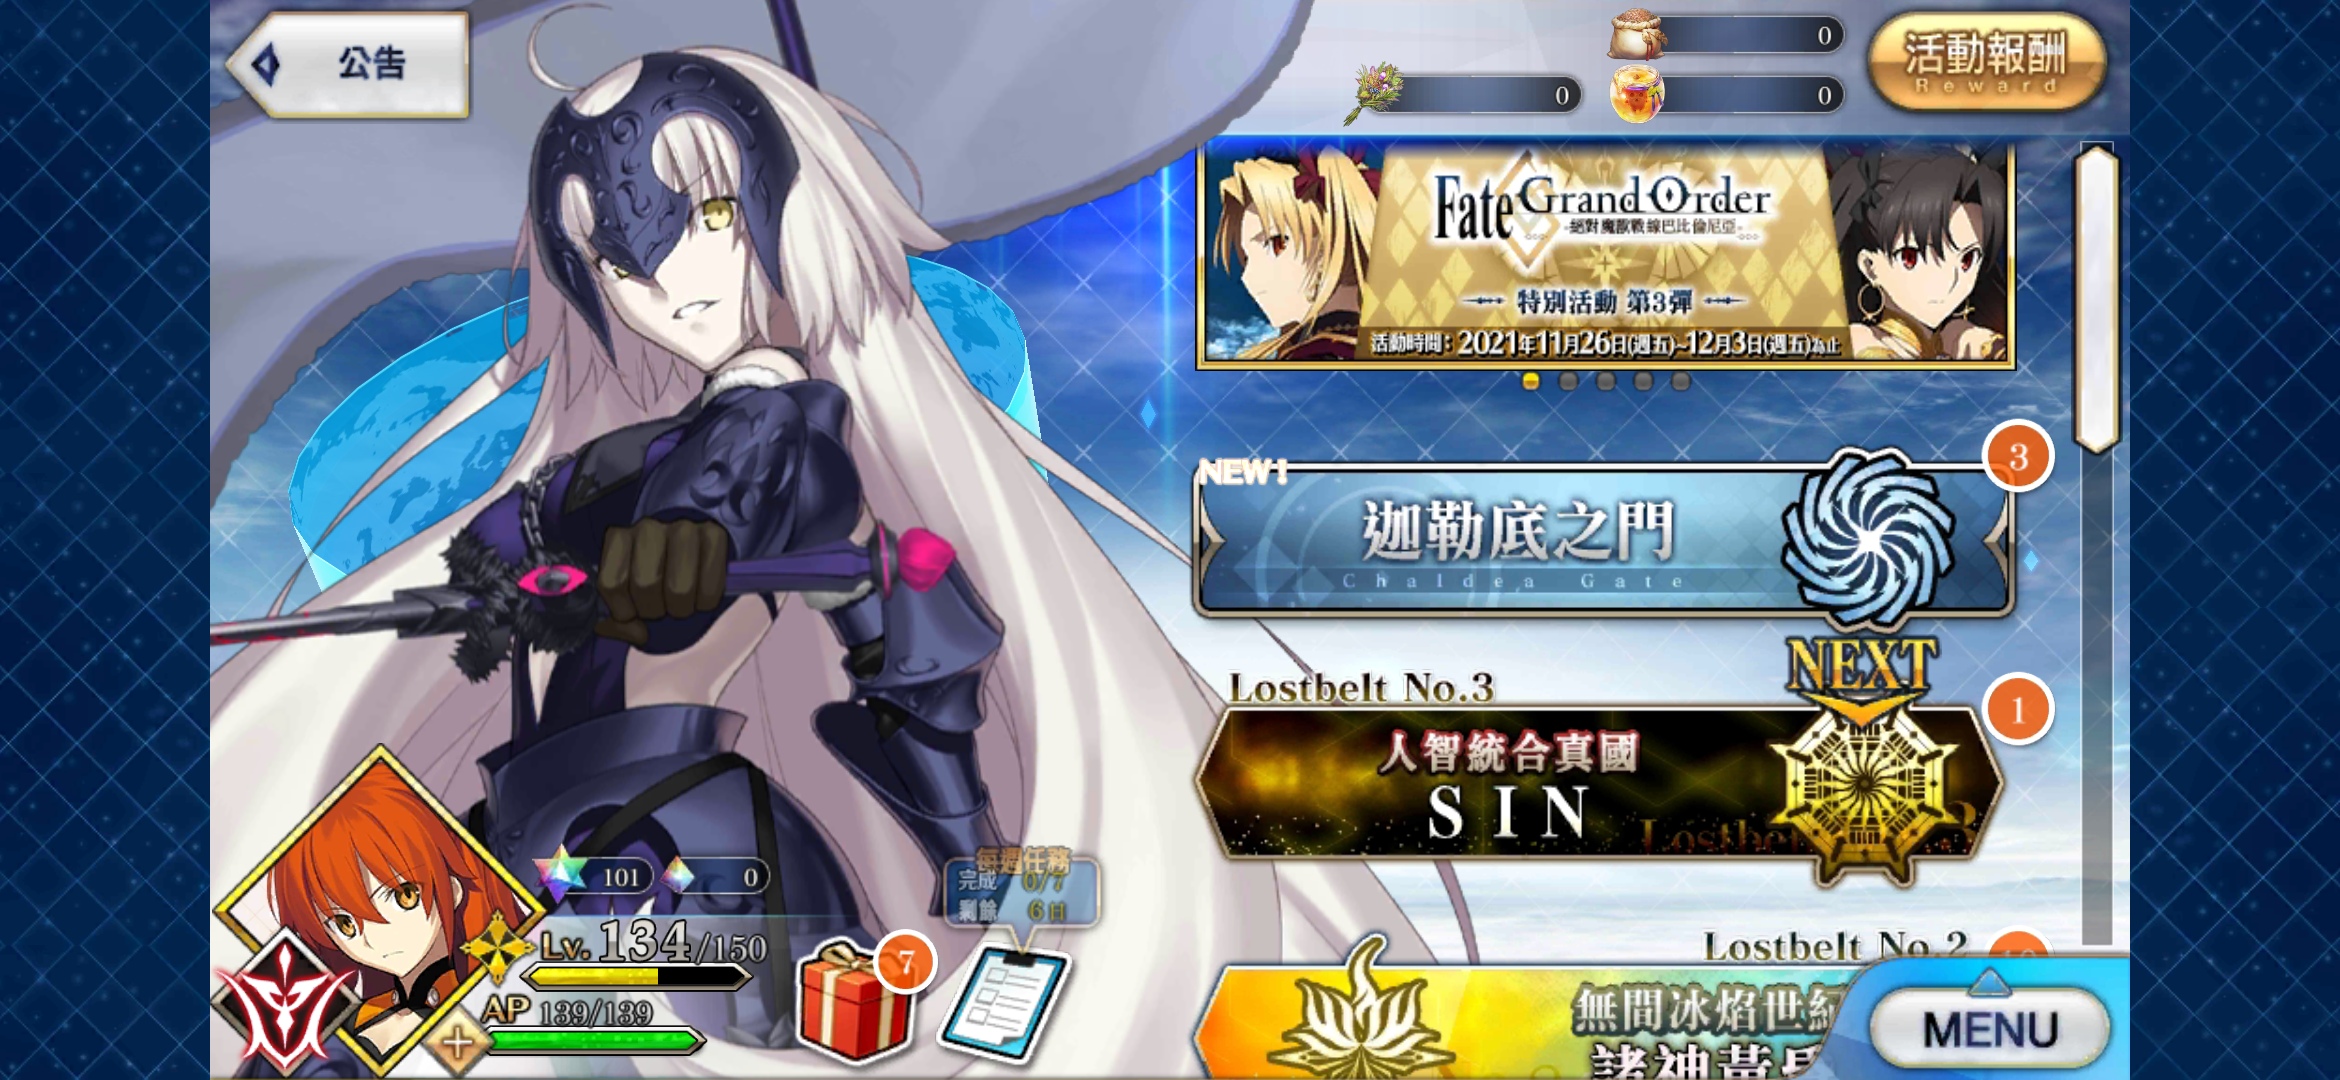 公告
0
0
0
活動報酬
Reward
Fate Grand Order
-絕對魔獸戰線巴比倫尼亞-
特別活動 第3彈
活動時間：2021年11月26日(週五)~12月3日(週五)為止
NEW!
3
迦勒底之門
Chaldea Gate
NEXT
Lostbelt No.3
1
人智統合真國
SIN
Lostbelt No.2
無間冰焰世紀
諸神黃昏
101
0
每週任務
完成 0/7
剩餘 6日
Lv. 134/150
AP 139/139
7
MENU